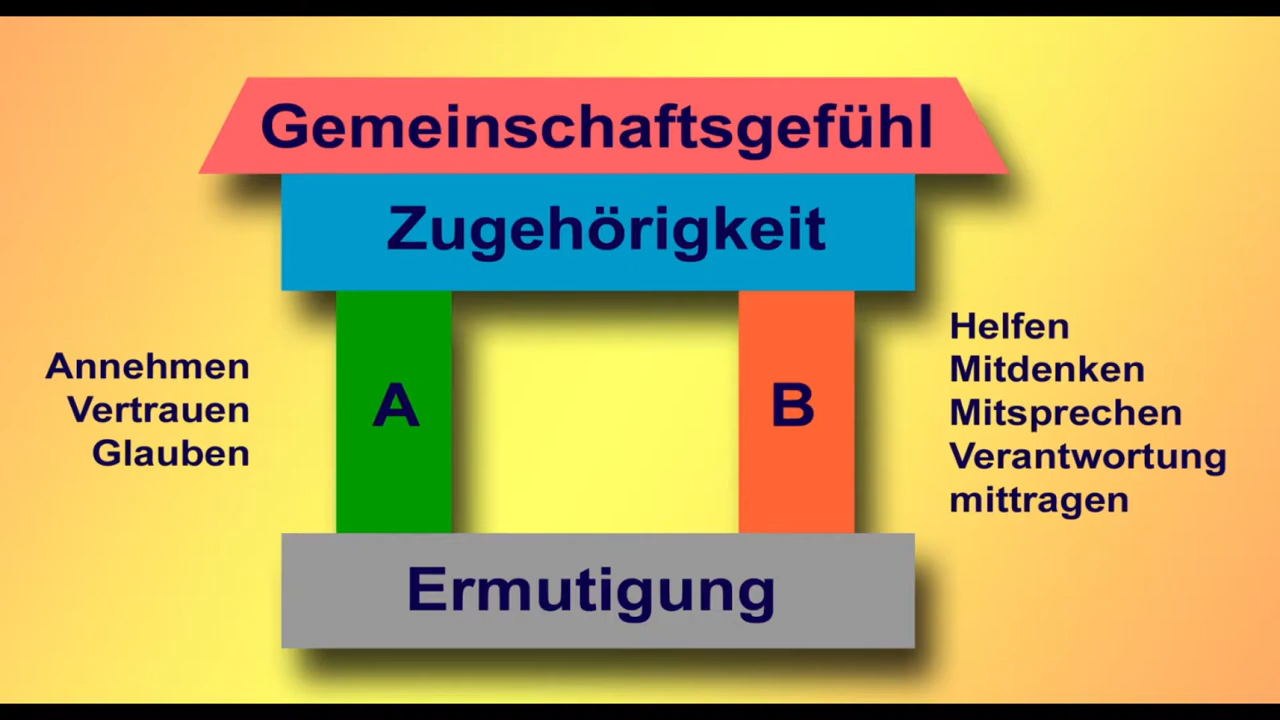 Gemeinschaftsgefühl
Zugehörigkeit
Annehmen
Vertrauen
Glauben
A
B
Helfen
Mitdenken
Mitsprechen
Verantwortung
mittragen
Ermutigung